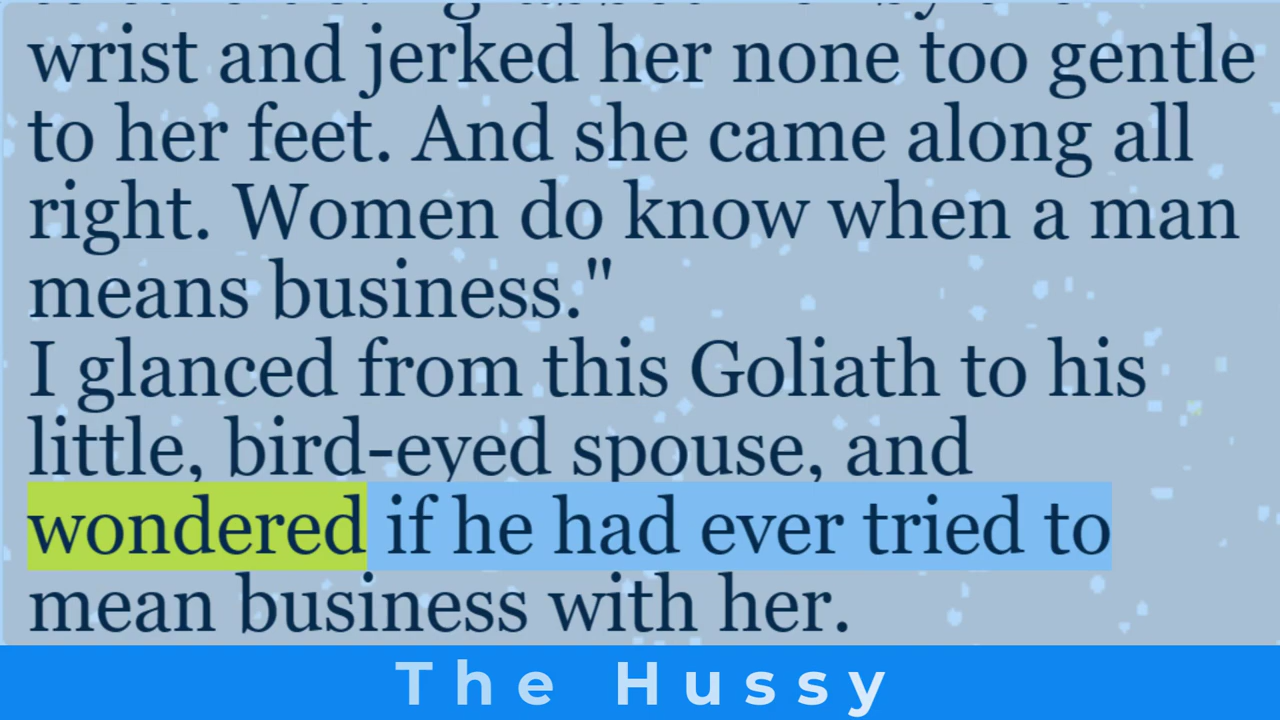 wrist and jerked her none too gentle
to her feet. And she came along all
right. Women do know when a man
means business."
I glanced from this Goliath to his
little, bird-eyed spouse, and
wondered if he had ever tried to
mean business with her.
The Hussy